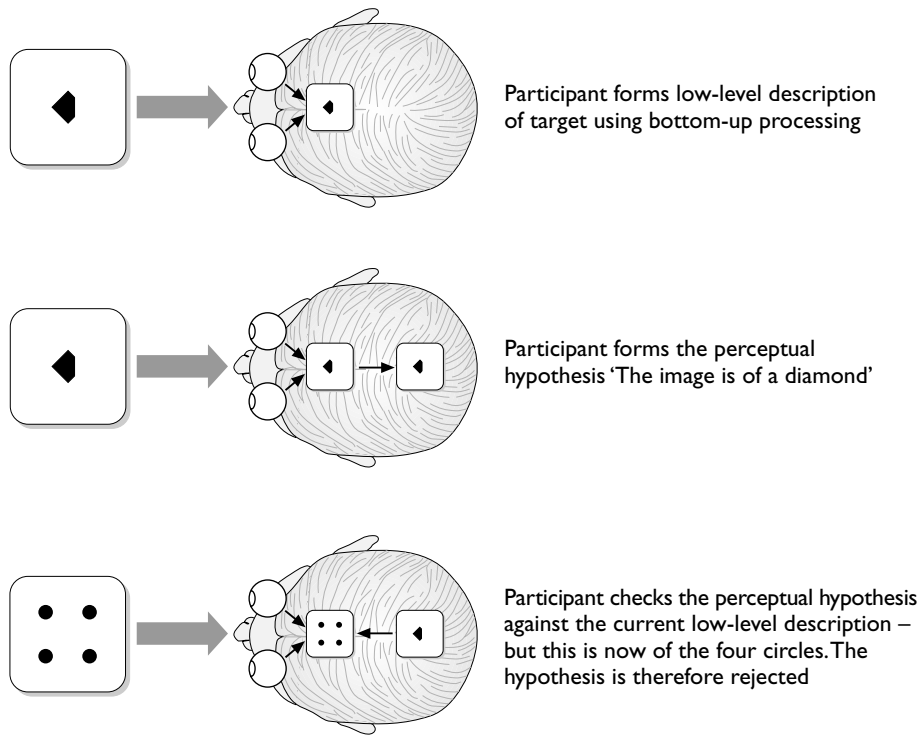 Participant forms low-level description
of target using bottom-up processing
Participant forms the perceptual
hypothesis ‘The image is of a diamond’
Participant checks the perceptual hypothesis
against the current low-level description –
but this is now of the four circles. The
hypothesis is therefore rejected